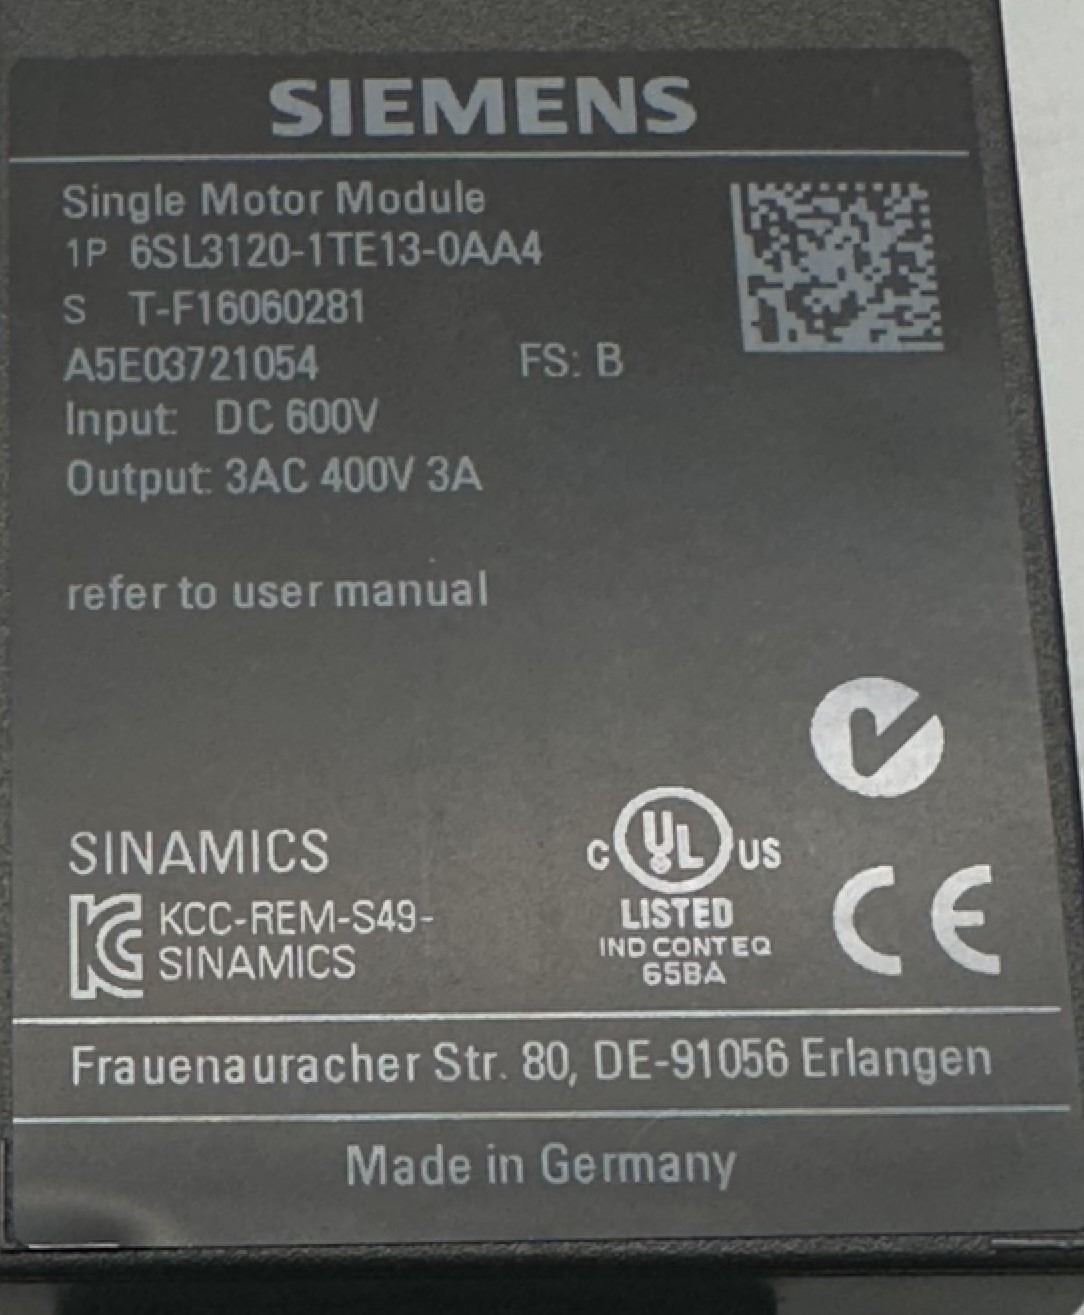 SIEMENS
Single Motor Module
1P 6SL3120-1TE13-0AA4
S T-F16060281
A5E03721054 FS: B
Input: DC 600V
Output: 3AC 400V 3A
refer to user manual
SINAMICS
KCC-REM-S49-
SINAMICS
C UL US
LISTED
IND CONT EQ
65BA
CE
Frauenauracher Str. 80, DE-91056 Erlangen
Made in Germany